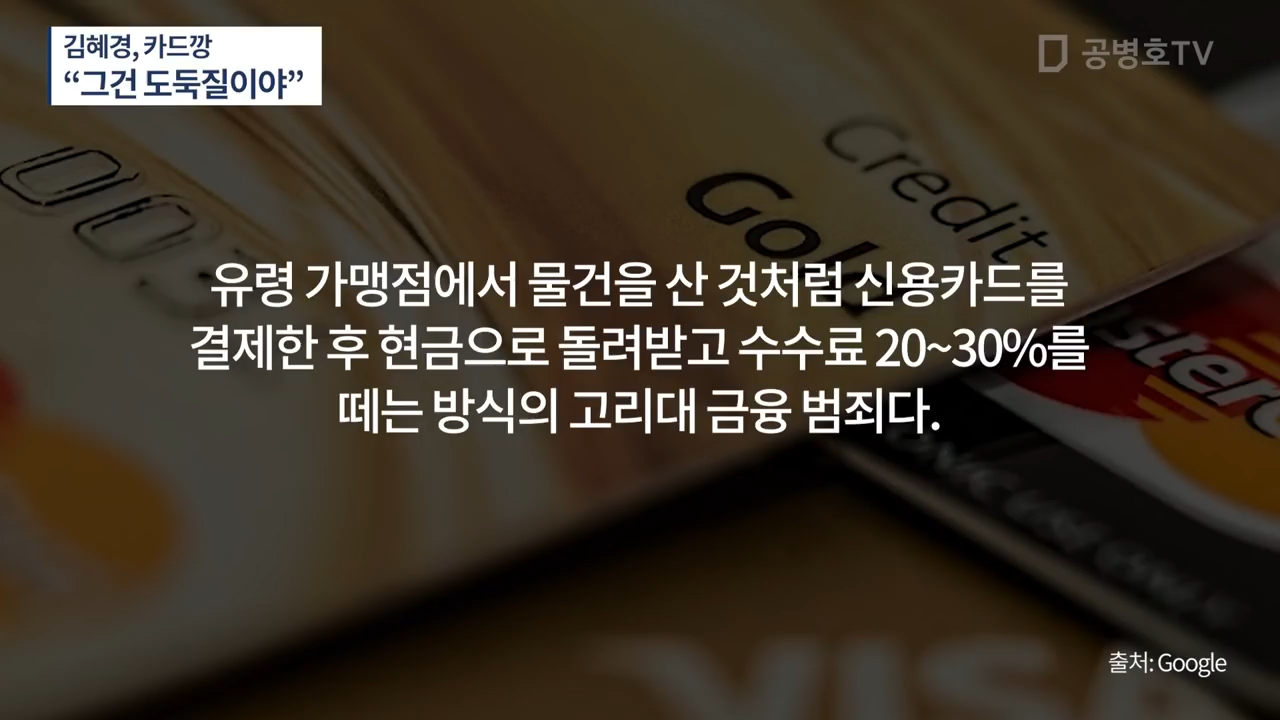 김혜경, 카드깡
“그건 도둑질이야”
공병호TV
Credit
Gold
유령 가맹점에서 물건을 산 것처럼 신용카드를
결제한 후 현금으로 돌려받고 수수료 20~30%를
떼는 방식의 고리대 금융 범죄다.
VISA
출처: Google